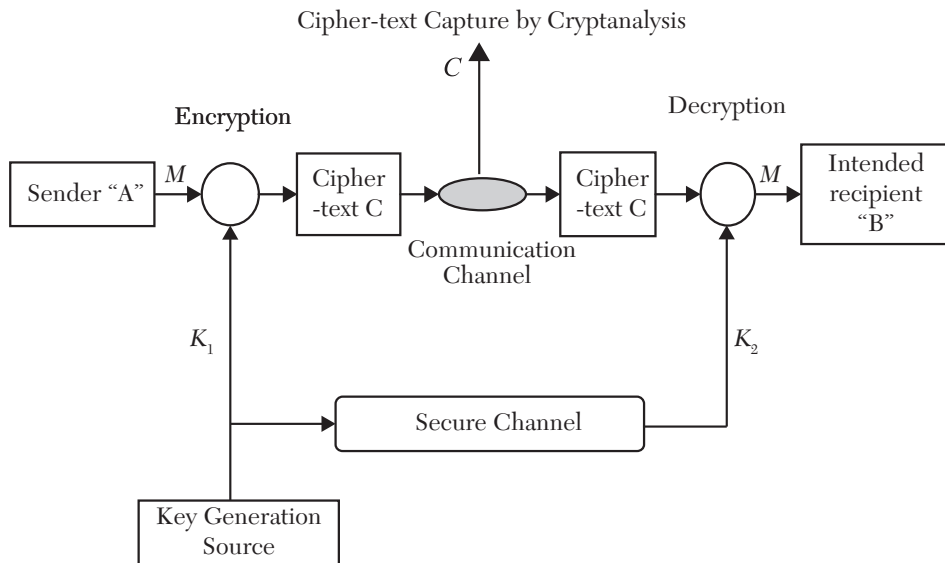 Cipher-text Capture by Cryptanalysis
C
Encryption
Decryption
Sender “A”
M
Cipher
-text C
Cipher
-text C
M
Intended
recipient
“B”
Communication
Channel
K1
K2
Secure Channel
Key Generation
Source